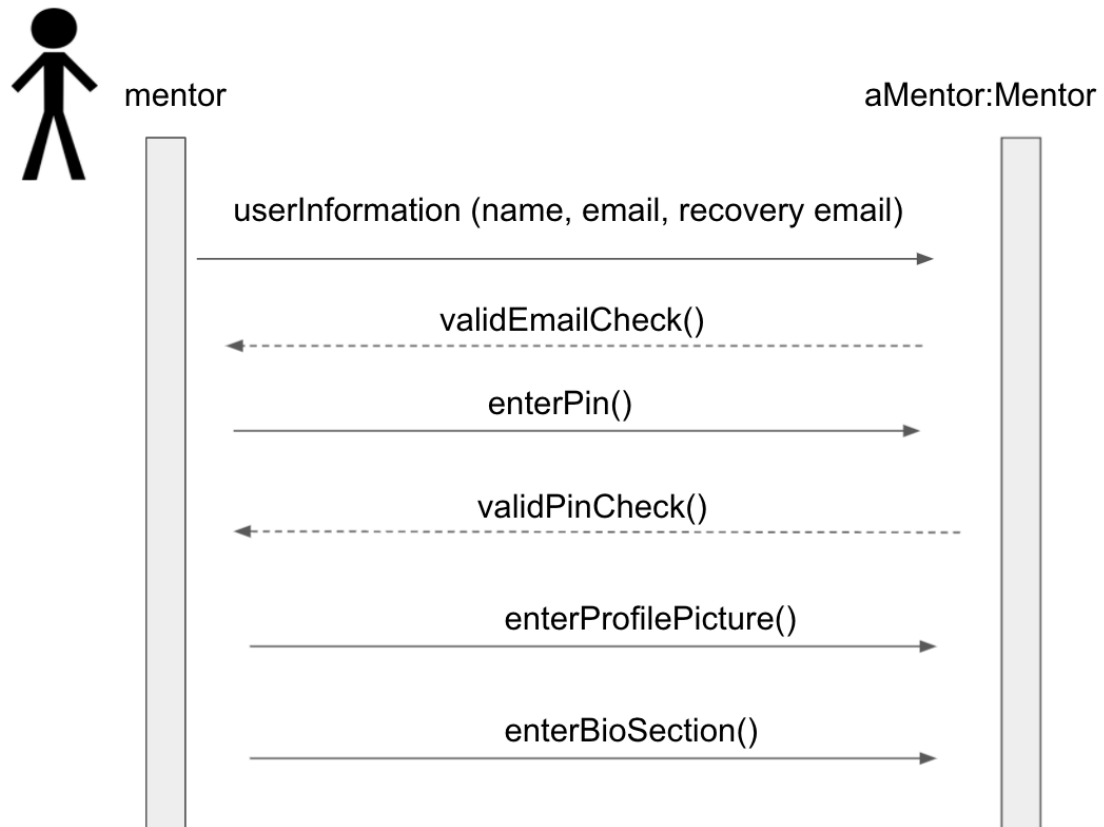 mentor
aMentor:Mentor
userInformation (name, email, recovery email)
validEmailCheck()
enterPin()
validPinCheck()
enterProfilePicture()
enterBioSection()